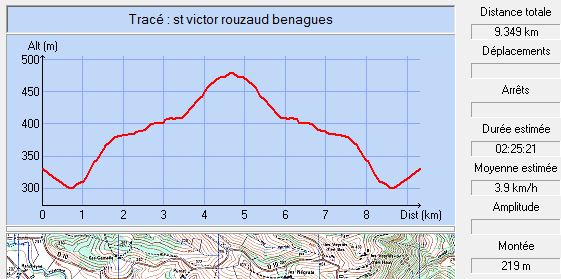 Tracé : st victor rouzaud benagues
Alt (m)
500
450
400
350
300
0 1 2 3 4 5 6 7 8 Dist (km)
Distance totale
9.349 km
Déplacements
Arrêts
Durée estimée
02:25:21
Moyenne estimée
3.9 km/h
Amplitude
Montée
219 m
D 10